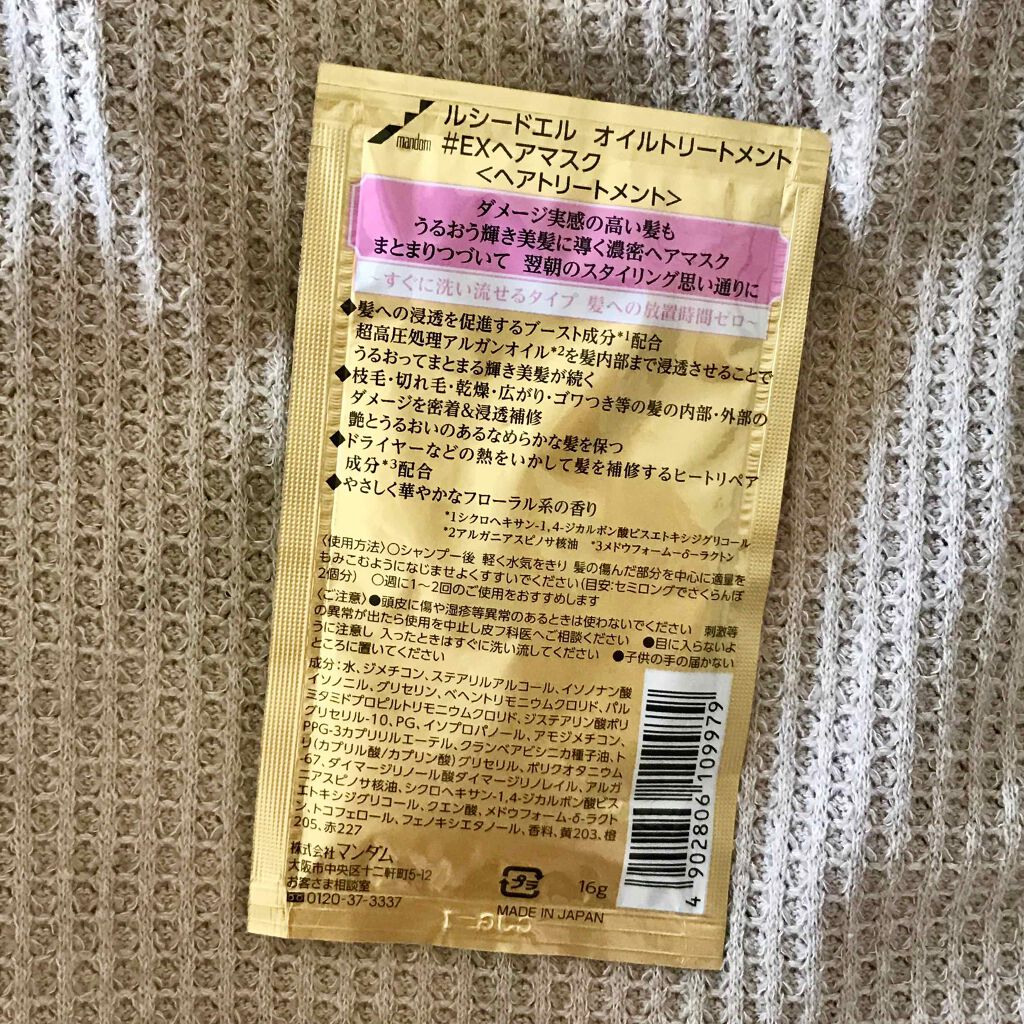 mandom
ルシードエル オイルトリートメント
#EXヘアマスク
<ヘアトリートメント>
ダメージ実感の高い髪も
うるおう輝き美髪に導く濃密ヘアマスク
まとまりつづいて 翌朝のスタイリング思い通りに
~すぐに洗い流せるタイプ 髪への放置時間ゼロ~
◆髪への浸透を促進するブースト成分*1配合
超高圧処理アルガンオイル*2を髪内部まで浸透させることで
うるおってまとまる輝き美髪が続く
◆枝毛・切れ毛・乾燥・広がり・ゴワつき等の髪の内部・外部の
ダメージを密着&浸透補修
艶とうるおいのあるなめらかな髪を保つ
◆ドライヤーなどの熱をいかして髪を補修するヒートリペア
成分*3配合
◆やさしく華やかなフローラル系の香り
*1シクロヘキサン-1,4-ジカルボン酸ビスエトキシジグリコール
*2アルガニアスピノサ核油 *3メドウフォーム-δ-ラクトン
〈使用方法〉○シャンプー後 軽く水気をきり 髪の傷んだ部分を中心に適量を
もみこむようになじませよくすすいでください(目安:セミロングでさくらんぼ
2個分) ○週に1~2回のご使用をおすすめします
〈ご注意〉●頭皮に傷や湿疹等異常のあるときは使わないでください 刺激等
の異常が出たら使用を中止し皮フ科医へご相談ください ●目に入らないよ
うに注意し 入ったときはすぐに洗い流してください ●子供の手の届かない
ところに置いてください
成分:水、ジメチコン、ステアリルアルコール、イソノナン酸
イソノニル、グリセリン、ベヘントリモニウムクロリド、パル
ミタミドプロピルトリモニウムクロリド、ジステアリン酸ポリ
グリセリル-10、PG、イソプロパノール、アモジメチコン、
PPG-3カプリリルエーテル、クランベアビシニカ種子油、ト
リ(カプリル酸/カプリン酸)グリセリル、ポリクオタニウム
-67、ダイマージリノール酸ダイマージリノレイル、アルガ
ニアスピノサ核油、シクロヘキサン-1,4-ジカルボン酸ビス
エトキシジグリコール、クエン酸、メドウフォーム-δ-ラクト
ン、トコフェロール、フェノキシエタノール、香料、黄203、橙
205、赤227
株式会社マンダム
大阪市中央区十二軒町5-12
お客さま相談室
0120-37-3337
プラ
16g
MADE IN JAPAN
4902806109979